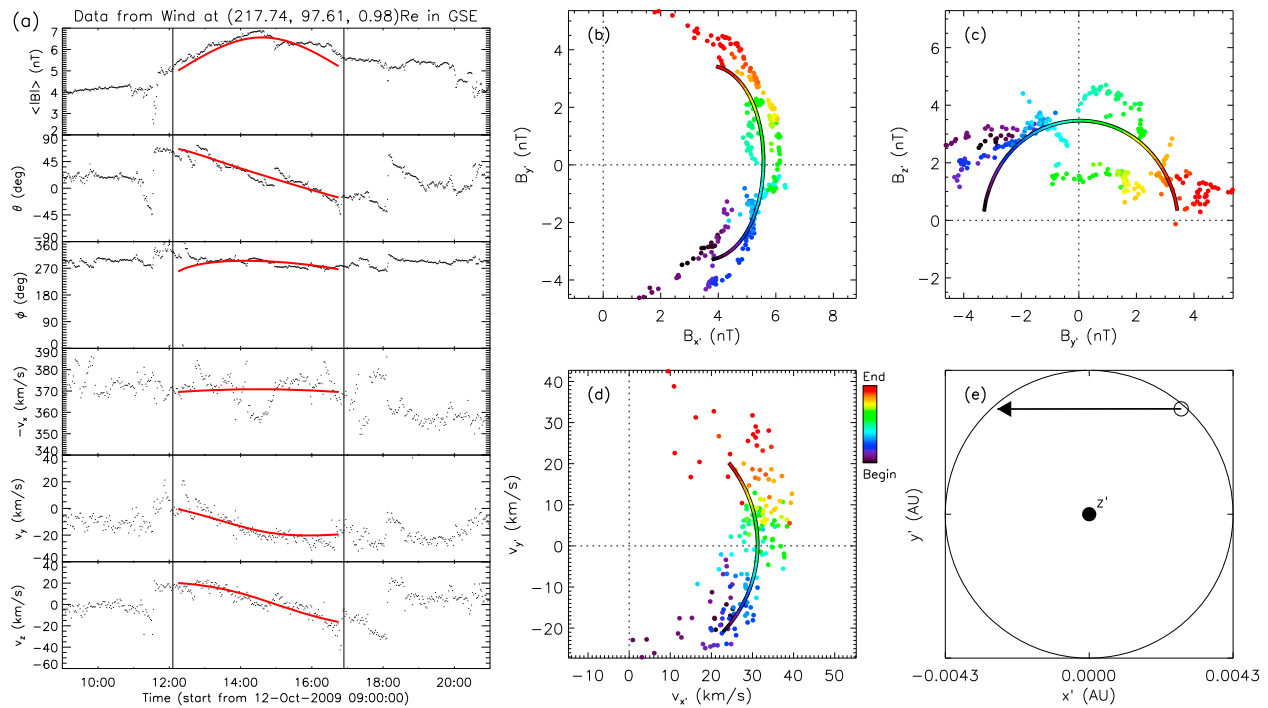 (a)
Data from Wind at (217.74, 97.61, 0.98)Re in GSE
<|B|> (nT)
7
6
5
4
3
2
θ (deg)
90
45
0
-45
-90
ϕ (deg)
360
270
180
90
0
-vx (km/s)
390
380
370
360
350
340
vy (km/s)
40
20
0
-20
-40
vz (km/s)
40
20
0
-20
-40
-60
10:00 12:00 14:00 16:00 18:00 20:00
Time (start from 12-Oct-2009 09:00:00)
(b)
By' (nT)
4
2
0
-2
-4
0 2 4 6 8
Bx' (nT)
(c)
Bz' (nT)
6
4
2
0
-2
-4 -2 0 2 4
By' (nT)
(d)
vy' (km/s)
40
30
20
10
0
-10
-20
-10 0 10 20 30 40 50
vx' (km/s)
End
Begin
(e)
z'
y' (AU)
-0.0043 0.0000 0.0043
x' (AU)